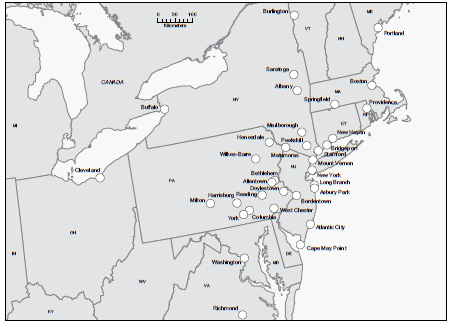 Burlington
ME
0 50 100
Kilometers
VT
Portland
NH
CANADA
Saratoga
Boston
Albany
MA
Springfield
Buffalo
NY
Providence
RI
Marlborough
CT
MI
New Haven
Honesdale
Peekskill
Bridgeport
Matamoras
Stamford
Wilkes-Barre
Mount Vernon
Cleveland
Bethlehem
NJ
New York
PA
Allentown
Long Branch
Doylestown
Asbury Park
Harrisburg
Reading
Milton
Bordentown
West Chester
York
Columbia
Atlantic City
OH
Cape May Point
IN
DE
Washington
MD
WV
VA
Richmond
KY